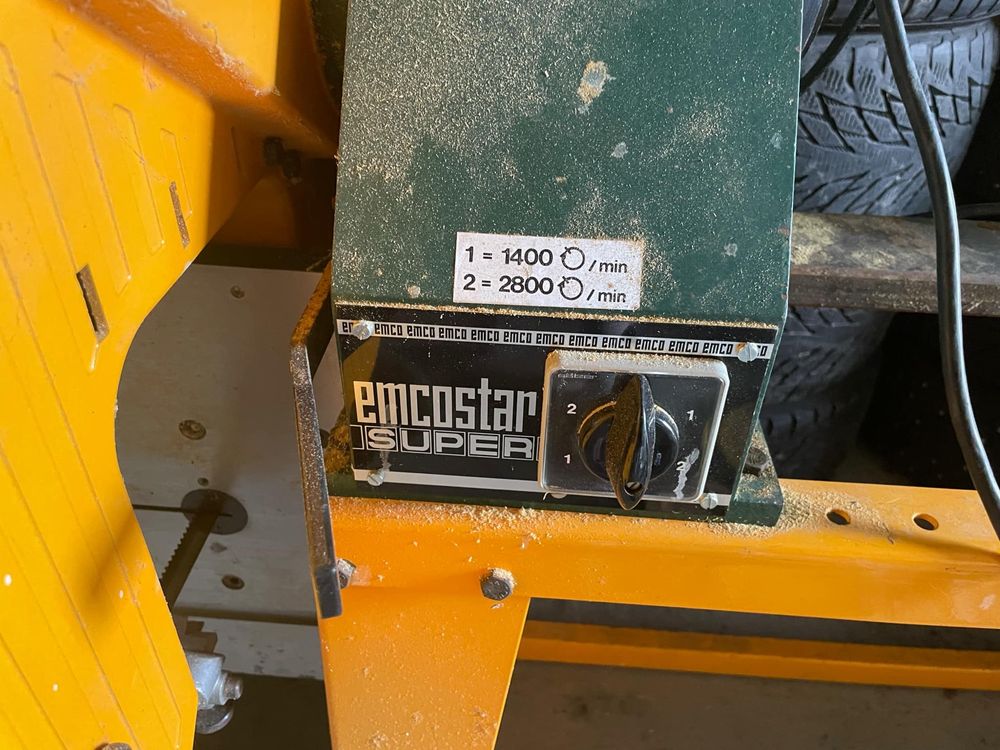 1 = 1400 /min
2 = 2800 /min
emco emco emco emco emco emco emco emco emco emco emco emco
emcostar
SUPER
2 1
1 2